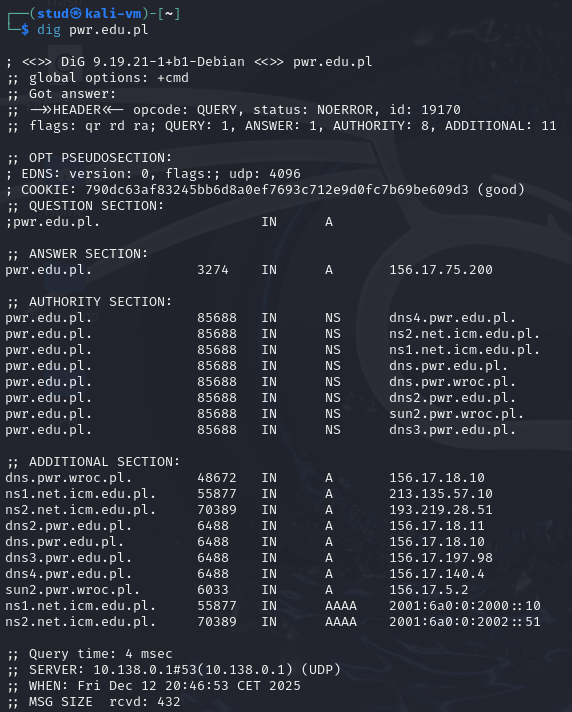 ┌──(stud㉿kali-vm)-[~]
└─$ dig pwr.edu.pl

; <<>> DiG 9.19.21-1+b1-Debian <<>> pwr.edu.pl
;; global options: +cmd
;; Got answer:
;; ->>HEADER<<- opcode: QUERY, status: NOERROR, id: 19170
;; flags: qr rd ra; QUERY: 1, ANSWER: 1, AUTHORITY: 8, ADDITIONAL: 11

;; OPT PSEUDOSECTION:
; EDNS: version: 0, flags:; udp: 4096
; COOKIE: 790dc63af83245bb6d8a0ef7693c712e9d0fc7b69be609d3 (good)
;; QUESTION SECTION:
;pwr.edu.pl.                    IN      A

;; ANSWER SECTION:
pwr.edu.pl.             3274    IN      A       156.17.75.200

;; AUTHORITY SECTION:
pwr.edu.pl.             85688   IN      NS      dns4.pwr.edu.pl.
pwr.edu.pl.             85688   IN      NS      ns2.net.icm.edu.pl.
pwr.edu.pl.             85688   IN      NS      ns1.net.icm.edu.pl.
pwr.edu.pl.             85688   IN      NS      dns.pwr.edu.pl.
pwr.edu.pl.             85688   IN      NS      dns.pwr.wroc.pl.
pwr.edu.pl.             85688   IN      NS      dns2.pwr.edu.pl.
pwr.edu.pl.             85688   IN      NS      sun2.pwr.wroc.pl.
pwr.edu.pl.             85688   IN      NS      dns3.pwr.edu.pl.

;; ADDITIONAL SECTION:
dns.pwr.wroc.pl.        48672   IN      A       156.17.18.10
ns1.net.icm.edu.pl.     55877   IN      A       213.135.57.10
ns2.net.icm.edu.pl.     70389   IN      A       193.219.28.51
dns2.pwr.edu.pl.        6488    IN      A       156.17.18.11
dns.pwr.edu.pl.         6488    IN      A       156.17.18.10
dns3.pwr.edu.pl.        6488    IN      A       156.17.197.98
dns4.pwr.edu.pl.        6488    IN      A       156.17.140.4
sun2.pwr.wroc.pl.       6033    IN      A       156.17.5.2
ns1.net.icm.edu.pl.     55877   IN      AAAA    2001:6a0:0:2000::10
ns2.net.icm.edu.pl.     70389   IN      AAAA    2001:6a0:0:2002::51

;; Query time: 4 msec
;; SERVER: 10.138.0.1#53(10.138.0.1) (UDP)
;; WHEN: Fri Dec 12 20:46:53 CET 2025
;; MSG SIZE  rcvd: 432